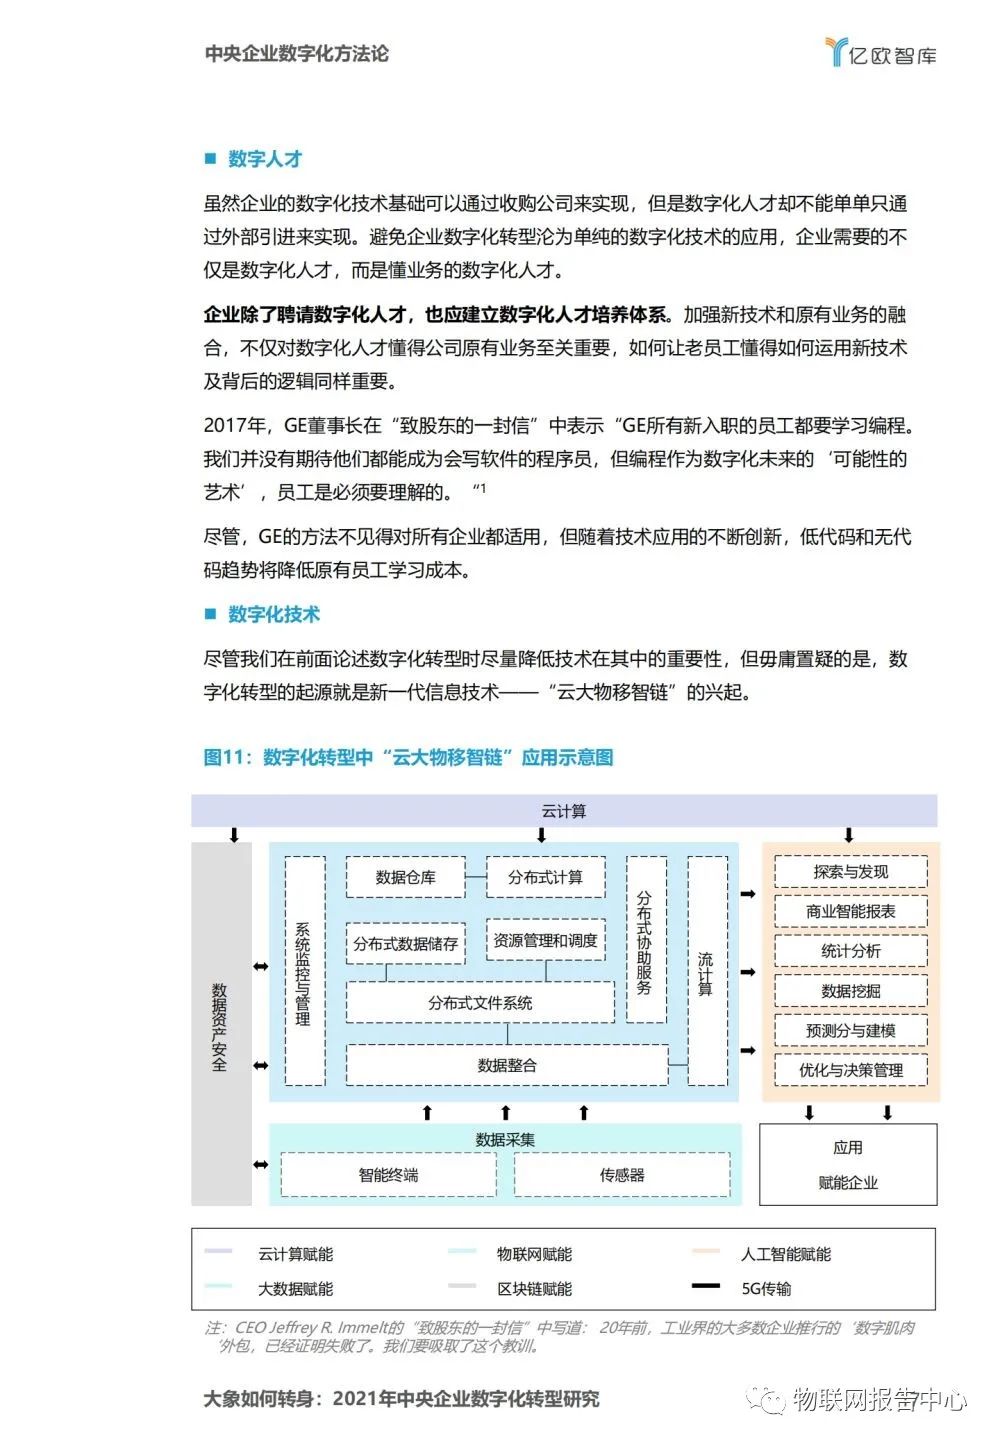 中央企业数字化方法论
亿欧智库
数字人才
虽然企业的数字化技术基础可以通过收购公司来实现，但是数字化人才却不能单单只通
过外部引进来实现。避免企业数字化转型沦为单纯的数字化技术的应用，企业需要的不
仅是数字化人才，而是懂业务的数字化人才。
企业除了聘请数字化人才，也应建立数字化人才培养体系。加强新技术和原有业务的融
合，不仅对数字化人才懂得公司原有业务至关重要，如何让老员工懂得如何运用新技术
及背后的逻辑同样重要。
2017年，GE董事长在“致股东的一封信”中表示“GE所有新入职的员工都要学习编程。
我们并没有期待他们都能成为会写软件的程序员，但编程作为数字化未来的‘可能性的
艺术’，员工是必须要理解的。“1
尽管，GE的方法不见得对所有企业都适用，但随着技术应用的不断创新，低代码和无代
码趋势将降低原有员工学习成本。
数字化技术
尽管我们在前面论述数字化转型时尽量降低技术在其中的重要性，但毋庸置疑的是，数
字化转型的起源就是新一代信息技术——“云大物移智链”的兴起。
图11：数字化转型中“云大物移智链”应用示意图
云计算
数据资产安全
系统监控与管理
数据仓库
分布式计算
分布式数据储存
资源管理和调度
分布式文件系统
数据整合
分布式协助服务
流计算
探索与发现
商业智能报表
统计分析
数据挖掘
预测分与建模
优化与决策管理
数据采集
智能终端
传感器
应用
赋能企业
云计算赋能
物联网赋能
人工智能赋能
大数据赋能
区块链赋能
5G传输
注：CEO Jeffrey R. Immelt的“致股东的一封信”中写道： 20年前，工业界的大多数企业推行的‘数字肌肉
‘外包，已经证明失败了。我们要吸取了这个教训。
大象如何转身：2021年中央企业数字化转型研究
物联网报告中心